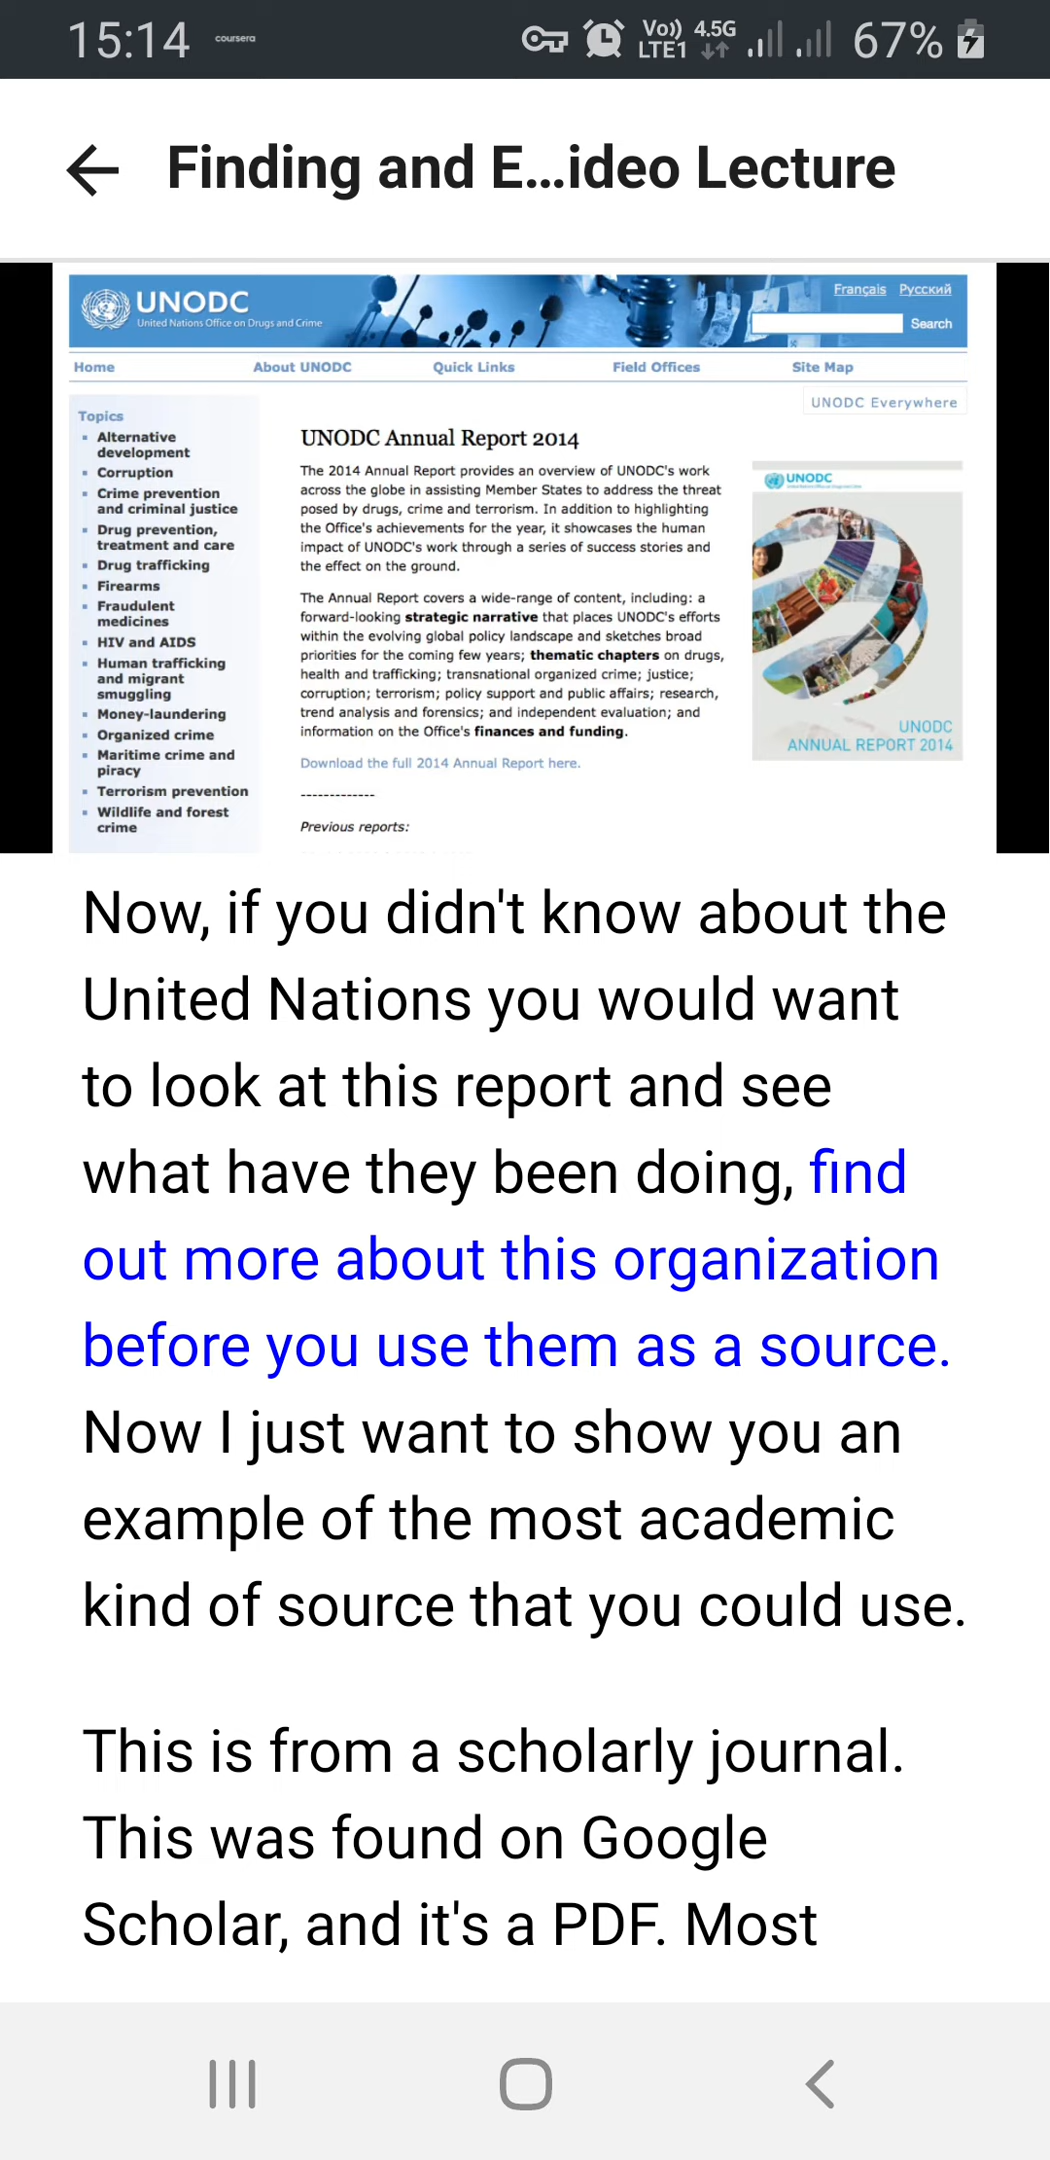 15:14 coursera Vo)) LTE1 4.5G 67%
Finding and E...ideo Lecture
UNODC
United Nations Office on Drugs and Crime
Français Русский
Search
Home About UNODC Quick Links Field Offices Site Map
UNODC Everywhere
Topics
Alternative
development
Corruption
Crime prevention
and criminal justice
Drug prevention,
treatment and care
Drug trafficking
Firearms
Fraudulent
medicines
HIV and AIDS
Human trafficking
and migrant
smuggling
Money-laundering
Organized crime
Maritime crime and
piracy
Terrorism prevention
Wildlife and forest
crime
UNODC Annual Report 2014
The 2014 Annual Report provides an overview of UNODC's work
across the globe in assisting Member States to address the threat
posed by drugs, crime and terrorism. In addition to highlighting
the Office's achievements for the year, it showcases the human
impact of UNODC's work through a series of success stories and
the effect on the ground.
The Annual Report covers a wide-range of content, including: a
forward-looking strategic narrative that places UNODC's efforts
within the evolving global policy landscape and sketches broad
priorities for the coming few years; thematic chapters on drugs,
health and trafficking; transnational organized crime; justice;
corruption; terrorism; policy support and public affairs; research,
trend analysis and forensics; and independent evaluation; and
information on the Office's finances and funding.
Download the full 2014 Annual Report here.
-------------
Previous reports:
UNODC
UNODC
ANNUAL REPORT 2014
Now, if you didn't know about the
United Nations you would want
to look at this report and see
what have they been doing, find
out more about this organization
before you use them as a source.
Now I just want to show you an
example of the most academic
kind of source that you could use.
This is from a scholarly journal.
This was found on Google
Scholar, and it's a PDF. Most